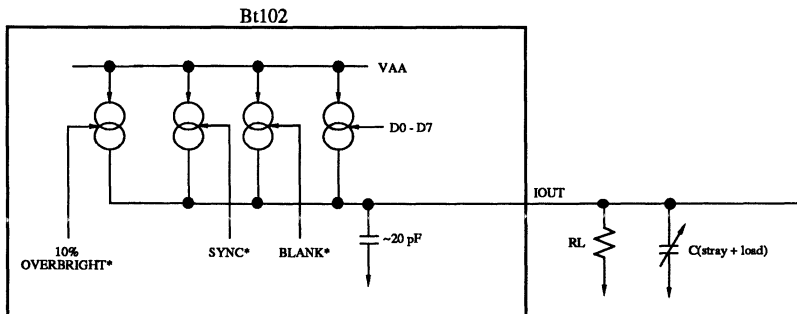 Bt102
VAA
D0 - D7
IOUT
10%
OVERBRIGHT*
SYNC*
BLANK*
~20 pF
RL
C(stray + load)